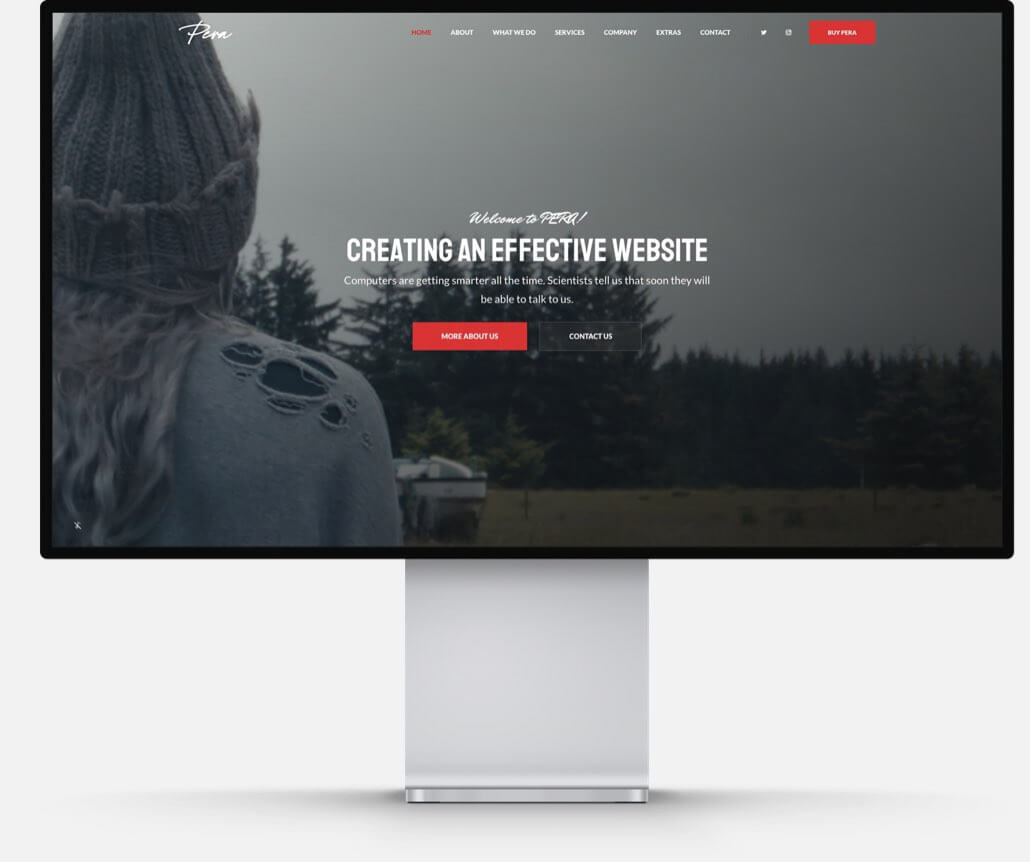 Pera
HOME ABOUT WHAT WE DO SERVICES COMPANY EXTRAS CONTACT BUY PERA
Welcome to PERA!
CREATING AN EFFECTIVE WEBSITE
Computers are getting smarter all the time. Scientists tell us that soon they will
be able to talk to us.
MORE ABOUT US CONTACT US